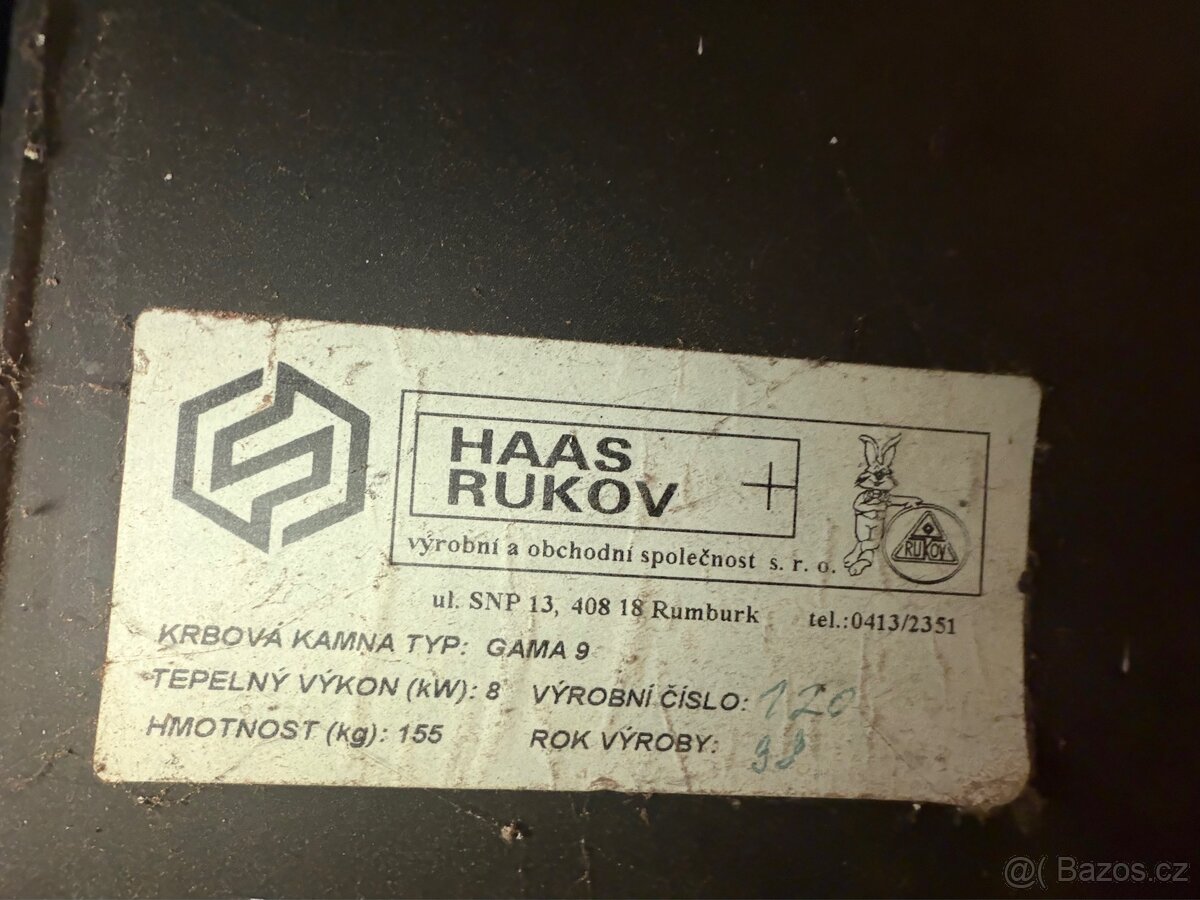 HAAS
RUKOV
výrobní a obchodní společnost s. r. o.
RUKOV
ul. SNP 13, 408 18 Rumburk tel.:0413/2351
KRBOVÁ KAMNA TYP: GAMA 9
TEPELNÝ VÝKON (kW): 8 VÝROBNÍ ČÍSLO: 120
HMOTNOST (kg): 155 ROK VÝROBY:
@( Bazos.cz